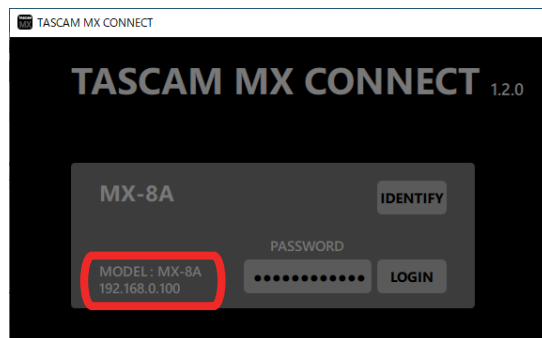 TASCAM MX CONNECT
TASCAM MX CONNECT 1.2.0
MX-8A
IDENTIFY
PASSWORD
MODEL : MX-8A
192.168.0.100
●●●●●●●●●●●●
LOGIN